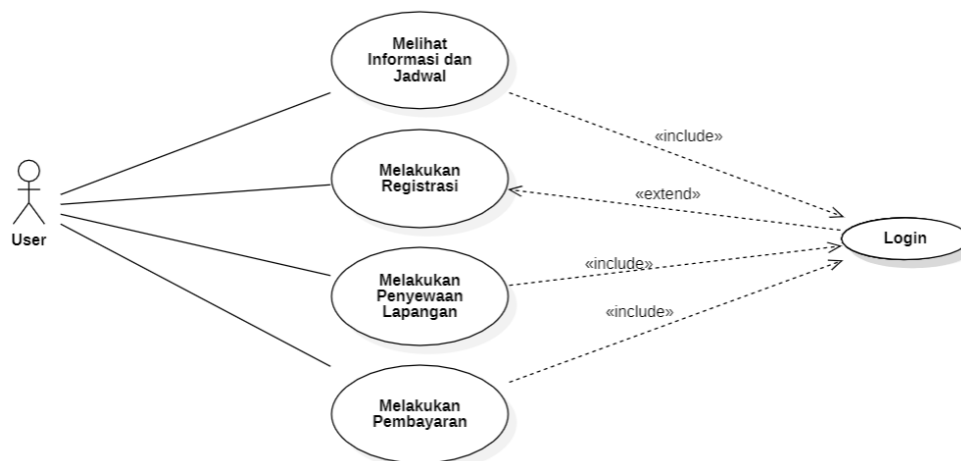 Melihat
Informasi dan
Jadwal
«include»
Melakukan
Registrasi
«extend»
User
Login
Melakukan
Penyewaan
Lapangan
«include»
«include»
Melakukan
Pembayaran